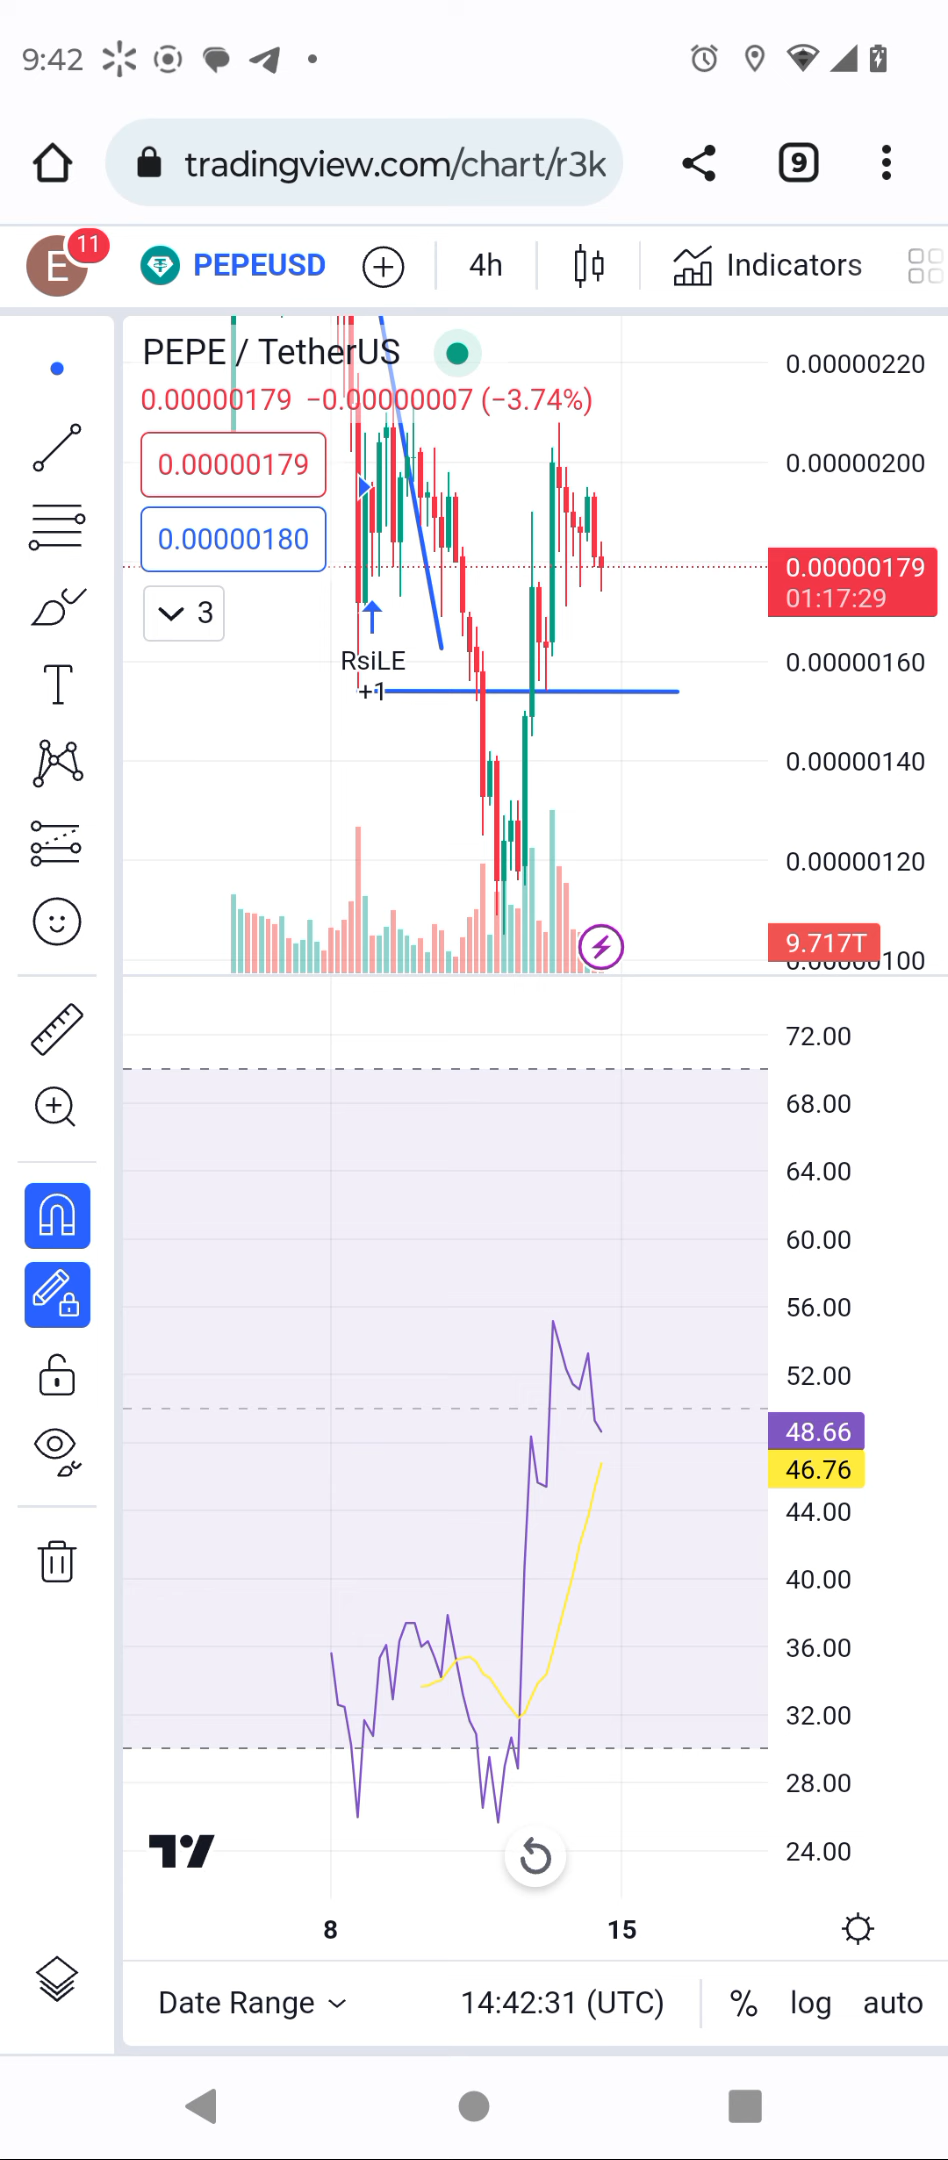 9:42
tradingview.com/chart/r3k
9
E
11
PEPEUSD
4h
Indicators
PEPE / TetherUS
0.00000179 −0.00000007 (−3.74%)
0.00000179
0.00000180
3
RsiLE
+1
0.00000220
0.00000200
0.00000179
01:17:29
0.00000160
0.00000140
0.00000120
9.717T
0.00000100
72.00
68.00
64.00
60.00
56.00
52.00
48.66
46.76
44.00
40.00
36.00
32.00
28.00
24.00
8
15
Date Range
14:42:31 (UTC)
%
log
auto